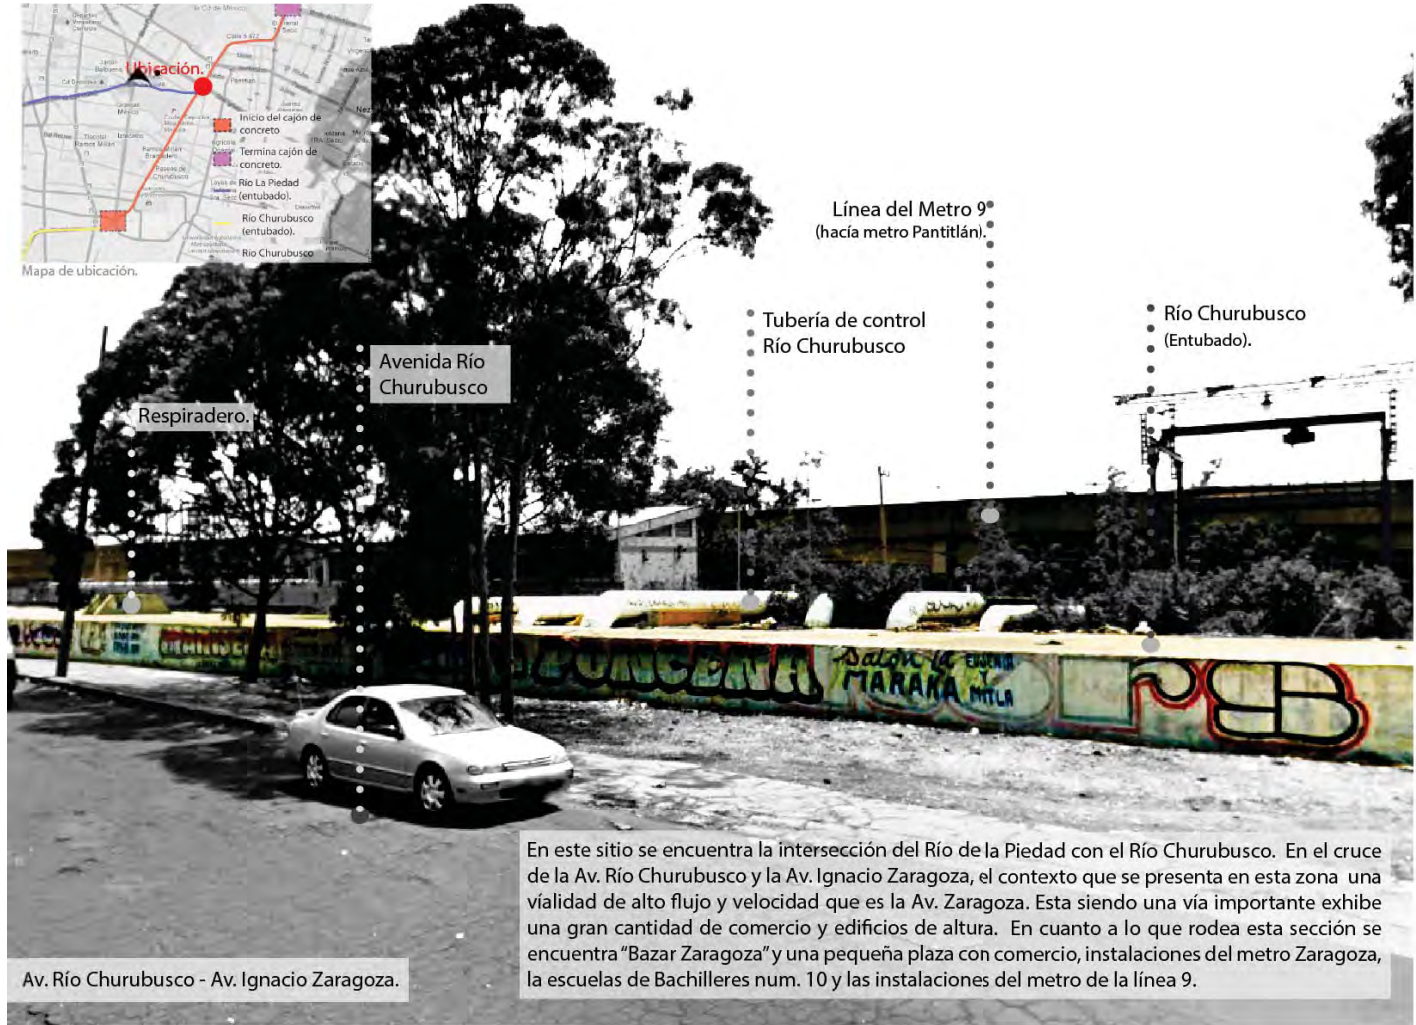 Ubicación.
Inicio del cajón de
concreto
Termina cajón de
concreto.
Río La Piedad
(entubado).
Río Churubusco
(entubado).
Río Churubusco
Mapa de ubicación.
Línea del Metro 9
(hacía metro Pantitlán).
Tubería de control
Río Churubusco
Río Churubusco
(Entubado).
Avenida Río
Churubusco
Respiradero.
Salón la
MARAKA
EUGENIA
Y
MITLA
En este sitio se encuentra la intersección del Río de la Piedad con el Río Churubusco. En el cruce
de la Av. Río Churubusco y la Av. Ignacio Zaragoza, el contexto que se presenta en esta zona una
víalidad de alto flujo y velocidad que es la Av. Zaragoza. Esta siendo una vía importante exhibe
una gran cantidad de comercio y edificios de altura. En cuanto a lo que rodea esta sección se
encuentra “Bazar Zaragoza” y una pequeña plaza con comercio, instalaciones del metro Zaragoza,
la escuelas de Bachilleres num. 10 y las instalaciones del metro de la línea 9.
Av. Río Churubusco - Av. Ignacio Zaragoza.